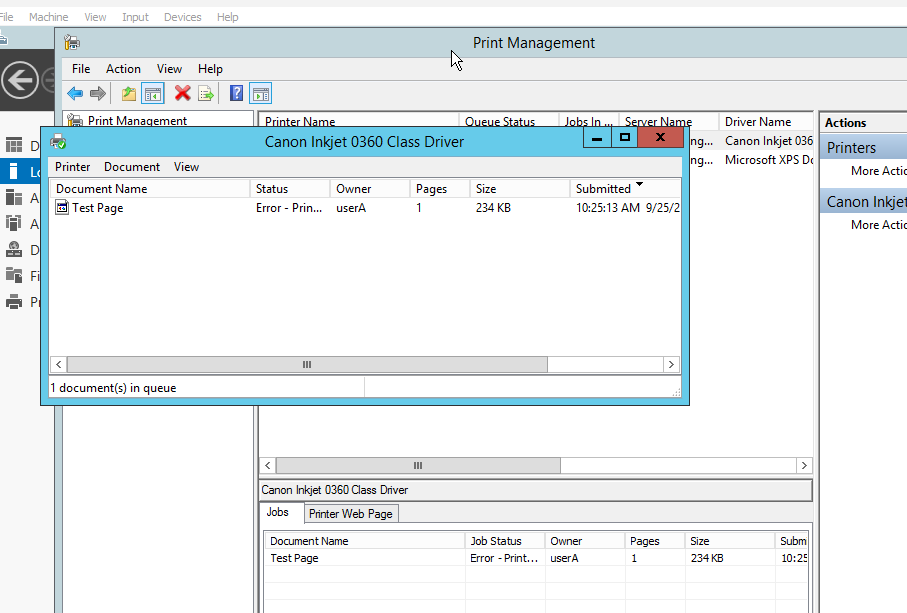 File Machine View Input Devices Help
Print Management
File Action View Help
Print Management
Printer Name Queue Status Jobs In ... Server Name Driver Name
Actions
Canon Inkjet 0360 Class Driver
ng... Canon Inkjet 036
Printers
Microsoft XPS Do
More Actio
Printer Document View
Document Name Status Owner Pages Size Submitted
Canon Inkjet
Test Page Error - Prin... userA 1 234 KB 10:25:13 AM 9/25/2
More Actio
D
Lo
A
A
D
Fi
Pr
1 document(s) in queue
Canon Inkjet 0360 Class Driver
Jobs Printer Web Page
Document Name Job Status Owner Pages Size Subm
Test Page Error - Print... userA 1 234 KB 10:25